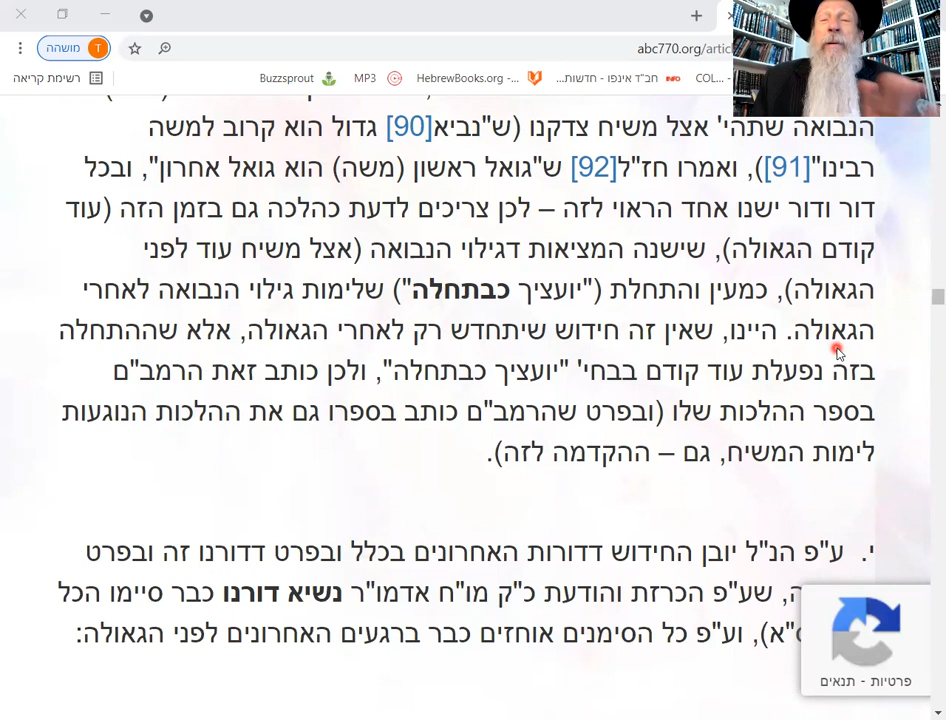 מושהה
abc770.org/artic
רשימת קריאה
Buzzsprout
MP3
HebrewBooks.org -...
חב"ד אינפו - חדשות...
COL...
הנבואה שתהי' אצל משיח צדקנו (ש"נביא[90] גדול הוא קרוב למשה
רבינו"[91]), ואמרו חז"ל[92] ש"גואל ראשון (משה) הוא גואל אחרון", ובכל
דור ודור ישנו אחד הראוי לזה – לכן צריכים לדעת כהלכה גם בזמן הזה (עוד
קודם הגאולה), שישנה המציאות דגילוי הנבואה (אצל משיח עוד לפני
הגאולה), כמעין והתחלת ("יועציך כבתחלה") שלימות גילוי הנבואה לאחרי
הגאולה. היינו, שאין זה חידוש שיתחדש רק לאחרי הגאולה, אלא שההתחלה
בזה נפעלת עוד קודם בבחי' "יועציך כבתחלה", ולכן כותב זאת הרמב"ם
בספר ההלכות שלו (ובפרט שהרמב"ם כותב בספרו גם את ההלכות הנוגעות
לימות המשיח, גם – ההקדמה לזה).
י. ע"פ הנ"ל יובן החידוש דדורות האחרונים בכלל ובפרט דדורנו זה ובפרט
שע"פ הכרזת והודעת כ"ק מו"ח אדמו"ר נשיא דורנו כבר סיימו הכל
וע"פ כל הסימנים אוחזים כבר ברגעים האחרונים לפני הגאולה:
פרטיות - תנאים